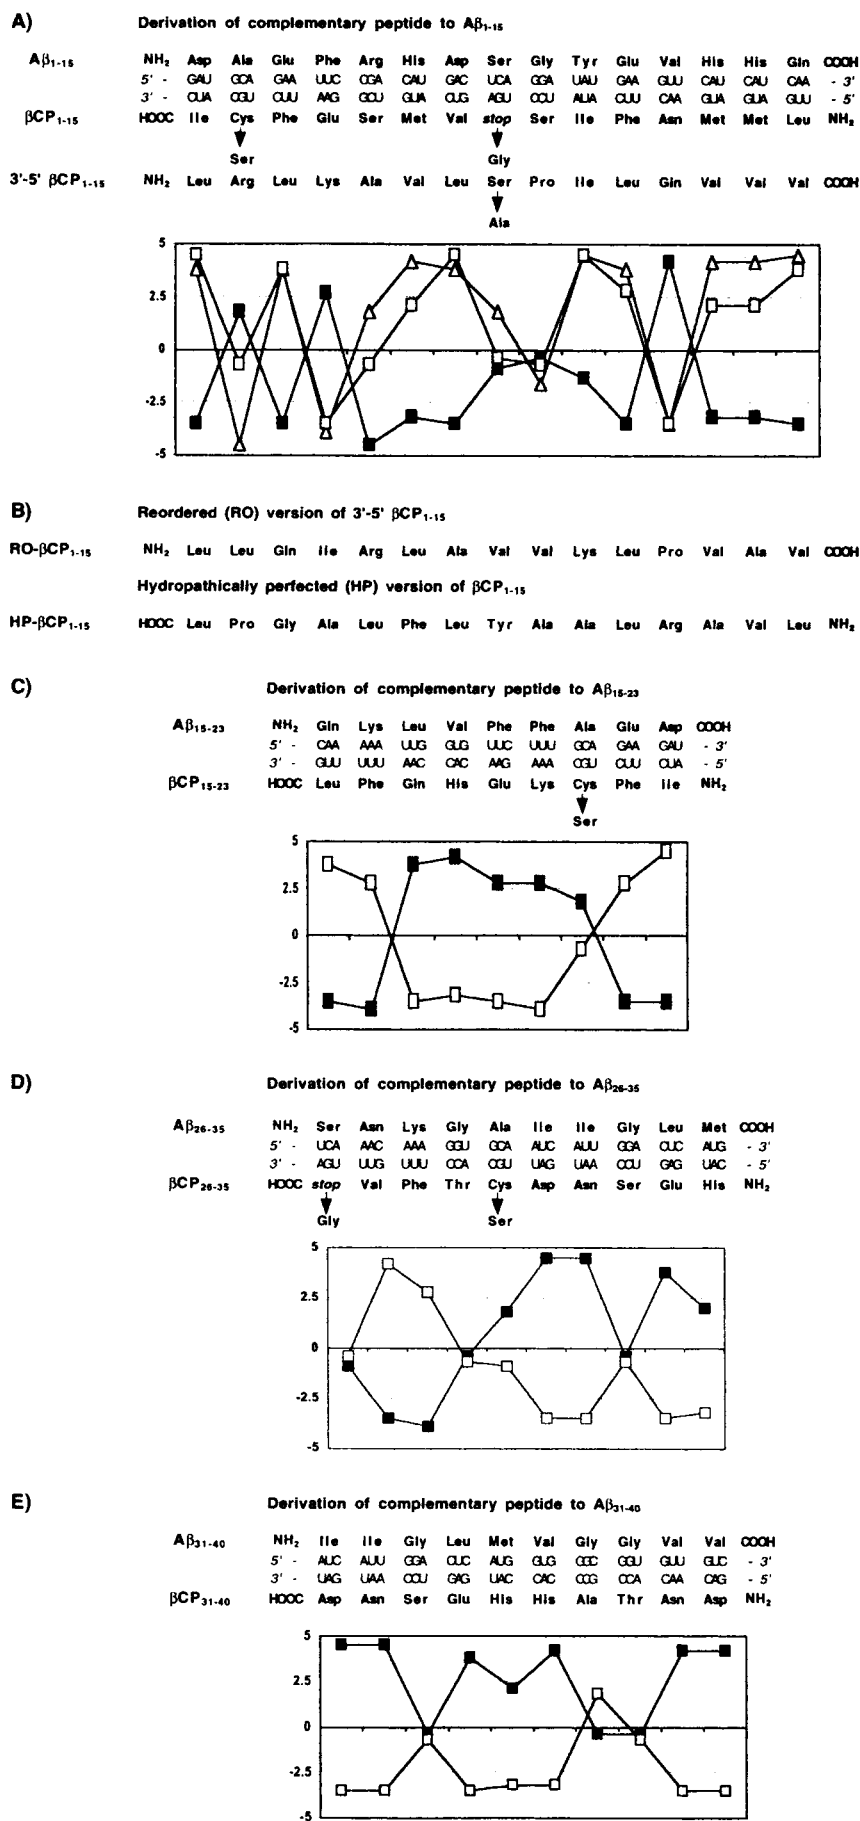 A) Derivation of complementary peptide to Aβ1-15
Aβ1-15 NH2 Asp Ala Glu Phe Arg His Asp Ser Gly Tyr Glu Val His His Gln COOH
5' - GAU GCA GAA UUC CGA CAU GAC UCA GGA UAU GAA GUU CAU CAU CAA - 3'
3' - CUA CGU CUU AAG GCU GUA CUG AGU CCU AUA CUU CAA GUA GUA GUU - 5'
βCP1-15 HOOC Ile Cys Phe Glu Ser Met Val stop Ser Ile Phe Asn Met Met Leu NH2
Ser Gly
3'-5' βCP1-15 NH2 Leu Arg Leu Lys Ala Val Leu Ser Pro Ile Leu Gln Val Val Val COOH
Ala
5
2.5
0
-2.5
-5
B) Reordered (RO) version of 3'-5' βCP1-15
RO-βCP1-15 NH2 Leu Leu Gln Ile Arg Leu Ala Val Val Lys Leu Pro Val Ala Val COOH
Hydropathically perfected (HP) version of βCP1-15
HP-βCP1-15 HOOC Leu Pro Gly Ala Leu Phe Leu Tyr Ala Ala Leu Arg Ala Val Leu NH2
C) Derivation of complementary peptide to Aβ15-23
Aβ15-23 NH2 Gln Lys Leu Val Phe Phe Ala Glu Asp COOH
5' - CAA AAA UUG GUG UUC UUU GCA GAA GAU - 3'
3' - GUU UUU AAC CAC AAG AAA CGU CUU CUA - 5'
βCP15-23 HOOC Leu Phe Gln His Glu Lys Cys Phe Ile NH2
Ser
5
2.5
0
-2.5
-5
D) Derivation of complementary peptide to Aβ26-35
Aβ26-35 NH2 Ser Asn Lys Gly Ala Ile Ile Gly Leu Met COOH
5' - UCA AAC AAA GGU GCA AUC AUU GGA CUC AUG - 3'
3' - AGU UUG UUU CCA CGU UAG UAA CCU GAG UAC - 5'
βCP26-35 HOOC stop Val Phe Thr Cys Asp Asn Ser Glu His NH2
Gly Ser
5
2.5
0
-2.5
-5
E) Derivation of complementary peptide to Aβ31-40
Aβ31-40 NH2 Ile Ile Gly Leu Met Val Gly Gly Val Val COOH
5' - AUC AUU GGA CUC AUG GUG GGC GGU GUU GUC - 3'
3' - UAG UAA CCU GAG UAC CAC CCG CCA CAA CAG - 5'
βCP31-40 HOOC Asp Asn Ser Glu His His Ala Thr Asn Asp NH2
5
2.5
0
-2.5
-5